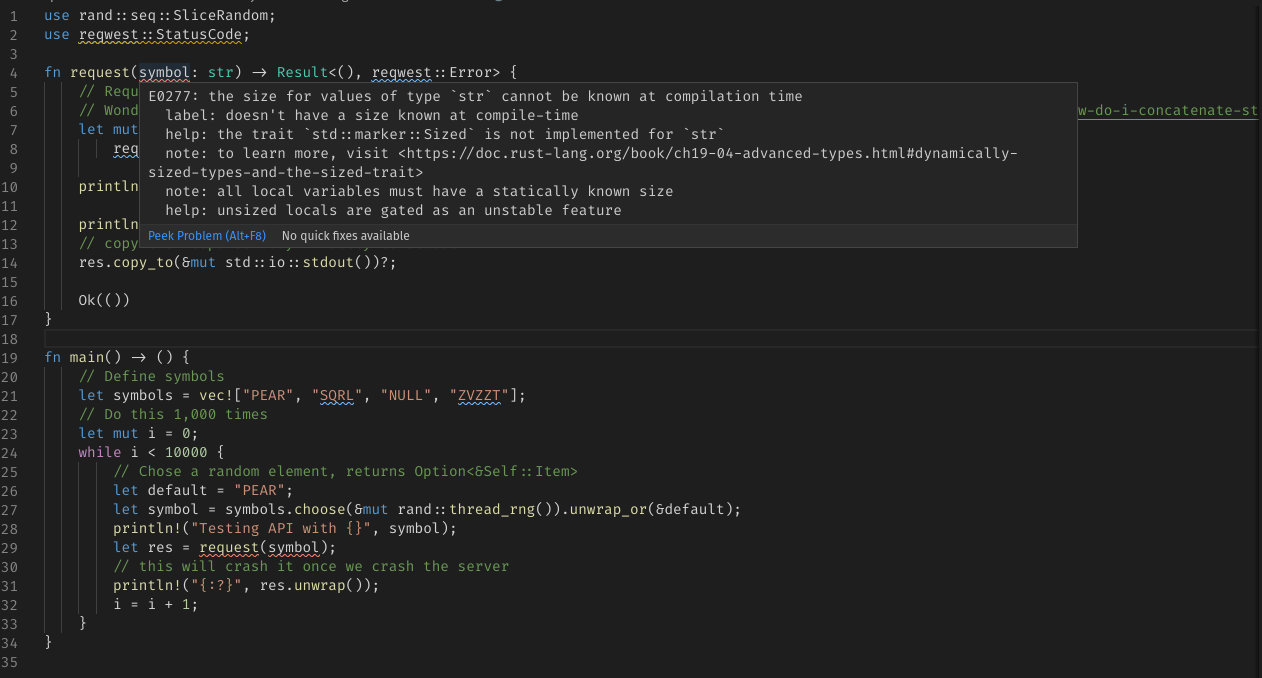 1 use rand::seq::SliceRandom;
2 use reqwest::StatusCode;
3
4 fn request(symbol: str) -> Result<(), reqwest::Error> {
5 // Requ
6 // Wond w-do-i-concatenate-st
7 let mut
8 req
9
10 println
11
12 println
13 // copy
14 res.copy_to(&mut std::io::stdout())?;
15
16 Ok(())
17 }
18
19 fn main() -> () {
20 // Define symbols
21 let symbols = vec!["PEAR", "SQRL", "NULL", "ZVZZT"];
22 // Do this 1,000 times
23 let mut i = 0;
24 while i < 10000 {
25 // Chose a random element, returns Option<&Self::Item>
26 let default = "PEAR";
27 let symbol = symbols.choose(&mut rand::thread_rng()).unwrap_or(&default);
28 println!("Testing API with {}", symbol);
29 let res = request(symbol);
30 // this will crash it once we crash the server
31 println!("{:?}", res.unwrap());
32 i = i + 1;
33 }
34 }
35
E0277: the size for values of type `str` cannot be known at compilation time
label: doesn't have a size known at compile-time
help: the trait `std::marker::Sized` is not implemented for `str`
note: to learn more, visit <https://doc.rust-lang.org/book/ch19-04-advanced-types.html#dynamically-
sized-types-and-the-sized-trait>
note: all local variables must have a statically known size
help: unsized locals are gated as an unstable feature
Peek Problem (Alt+F8) No quick fixes available